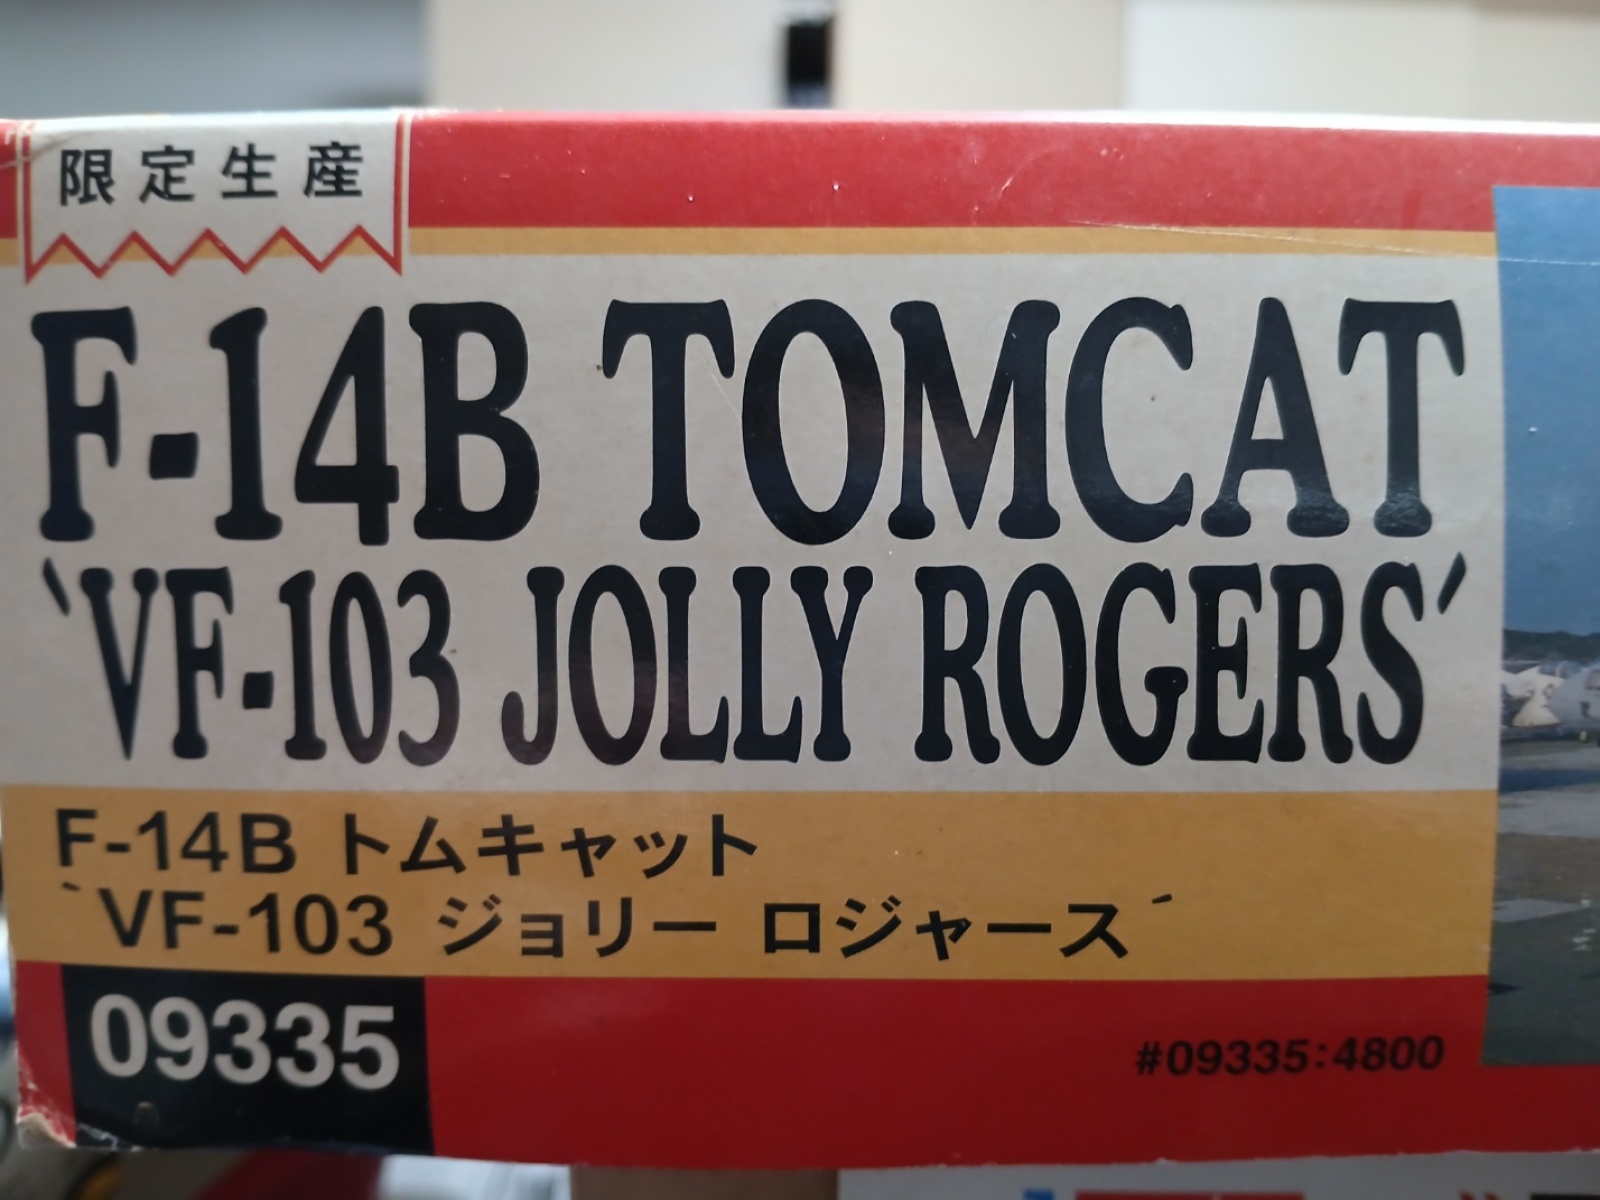 限定生産
F-14B TOMCAT
`VF-103 JOLLY ROGERS´
F-14B トムキャット
`VF-103 ジョリー ロジャース´
09335
#09335:4800